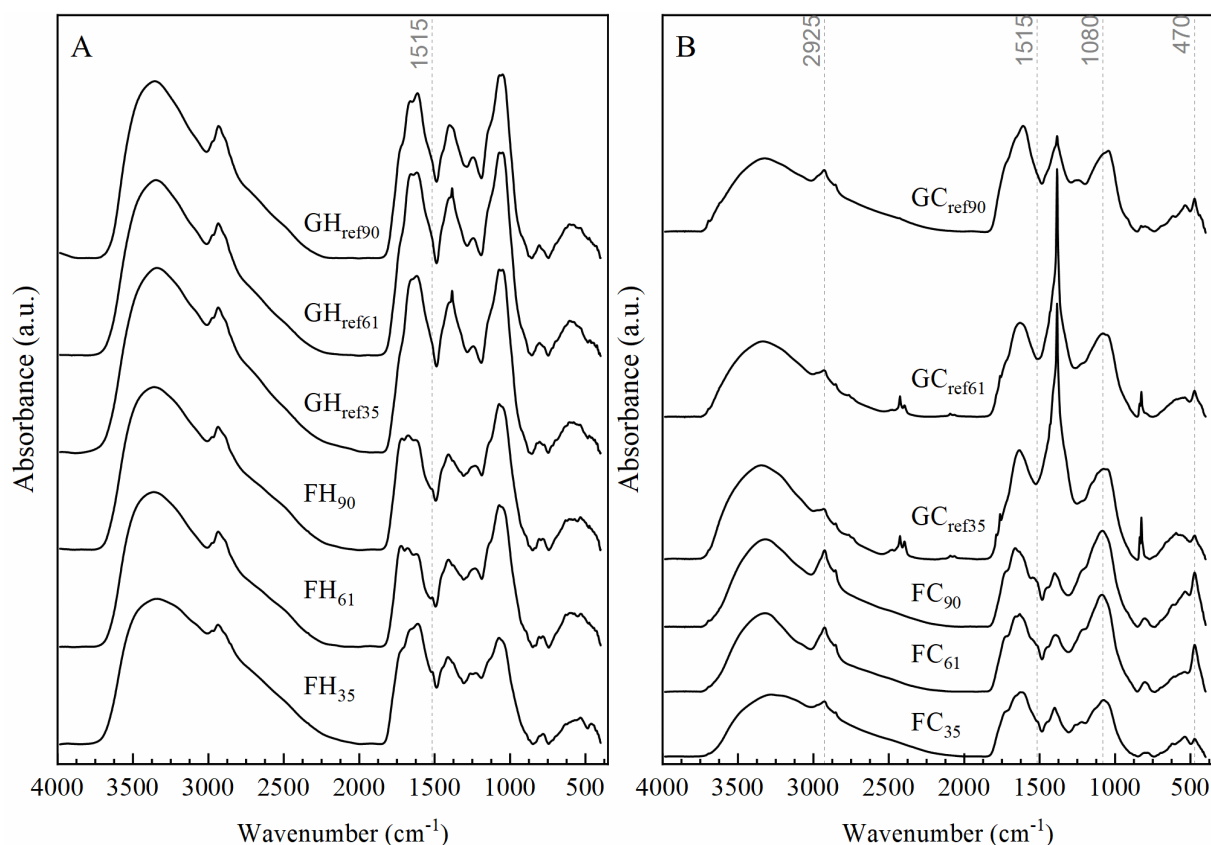 A
1515
GHref90
GHref61
GHref35
FH90
FH61
FH35
Absorbance (a.u.)
4000 3500 3000 2500 2000 1500 1000 500
Wavenumber (cm-1)
B
2925
1515
1080
470
GCref90
GCref61
GCref35
FC90
FC61
FC35
Absorbance (a.u.)
4000 3500 3000 2500 2000 1500 1000 500
Wavenumber (cm-1)